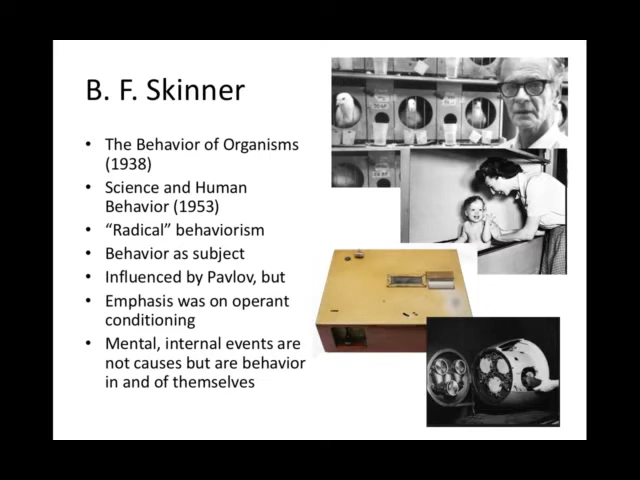 B. F. Skinner
• The Behavior of Organisms
(1938)
• Science and Human
Behavior (1953)
• “Radical” behaviorism
• Behavior as subject
• Influenced by Pavlov, but
• Emphasis was on operant
conditioning
• Mental, internal events are
not causes but are behavior
in and of themselves